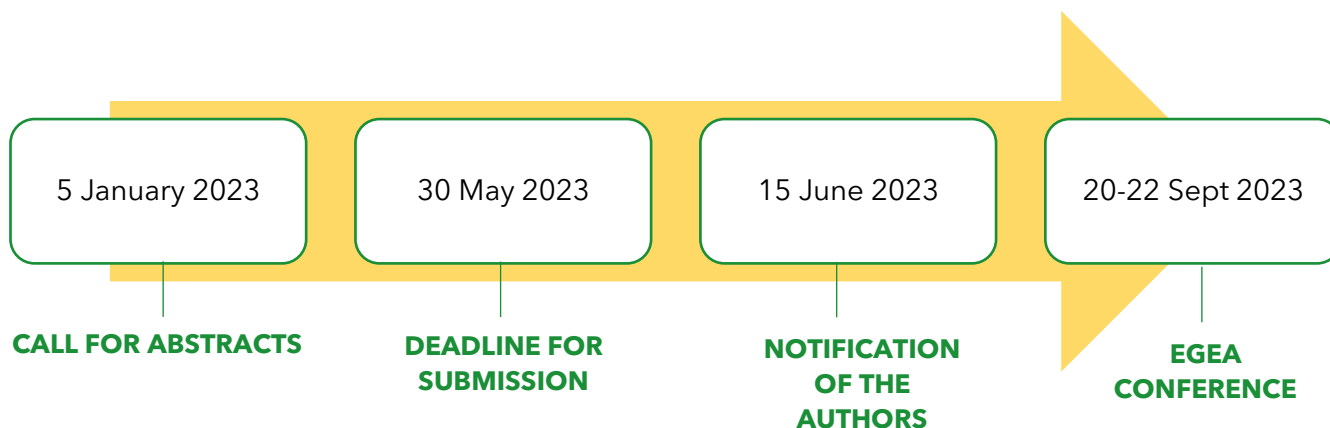 5 January 2023
30 May 2023
15 June 2023
20-22 Sept 2023
CALL FOR ABSTRACTS
DEADLINE FOR
SUBMISSION
NOTIFICATION
OF THE
AUTHORS
EGEA
CONFERENCE